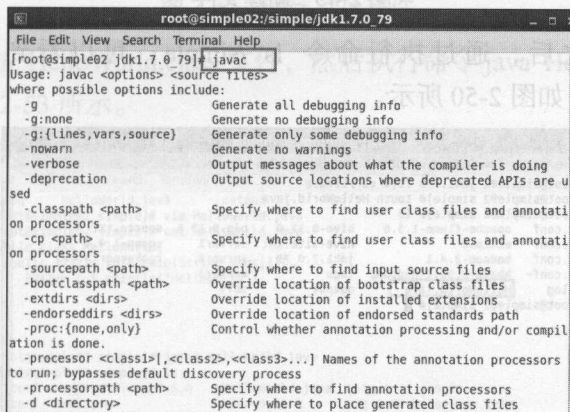 root@simple02:/simple/jdk1.7.0_79
File Edit View Search Terminal Help
[root@simple02 jdk1.7.0_79]# javac
Usage: javac <options> <source files>
where possible options include:
-g Generate all debugging info
-g:none Generate no debugging info
-g:{lines,vars,source} Generate only some debugging info
-nowarn Generate no warnings
-verbose Output messages about what the compiler is doing
-deprecation Output source locations where deprecated APIs are u
sed
-classpath <path> Specify where to find user class files and annotati
on processors
-cp <path> Specify where to find user class files and annotati
on processors
-sourcepath <path> Specify where to find input source files
-bootclasspath <path> Override location of bootstrap class files
-extdirs <dirs> Override location of installed extensions
-endorseddirs <dirs> Override location of endorsed standards path
-proc:{none,only} Control whether annotation processing and/or compil
ation is done.
-processor <class1>[,<class2>,<class3>...] Names of the annotation processors
to run; bypasses default discovery process
-processorpath <path> Specify where to find annotation processors
-d <directory> Specify where to place generated class files